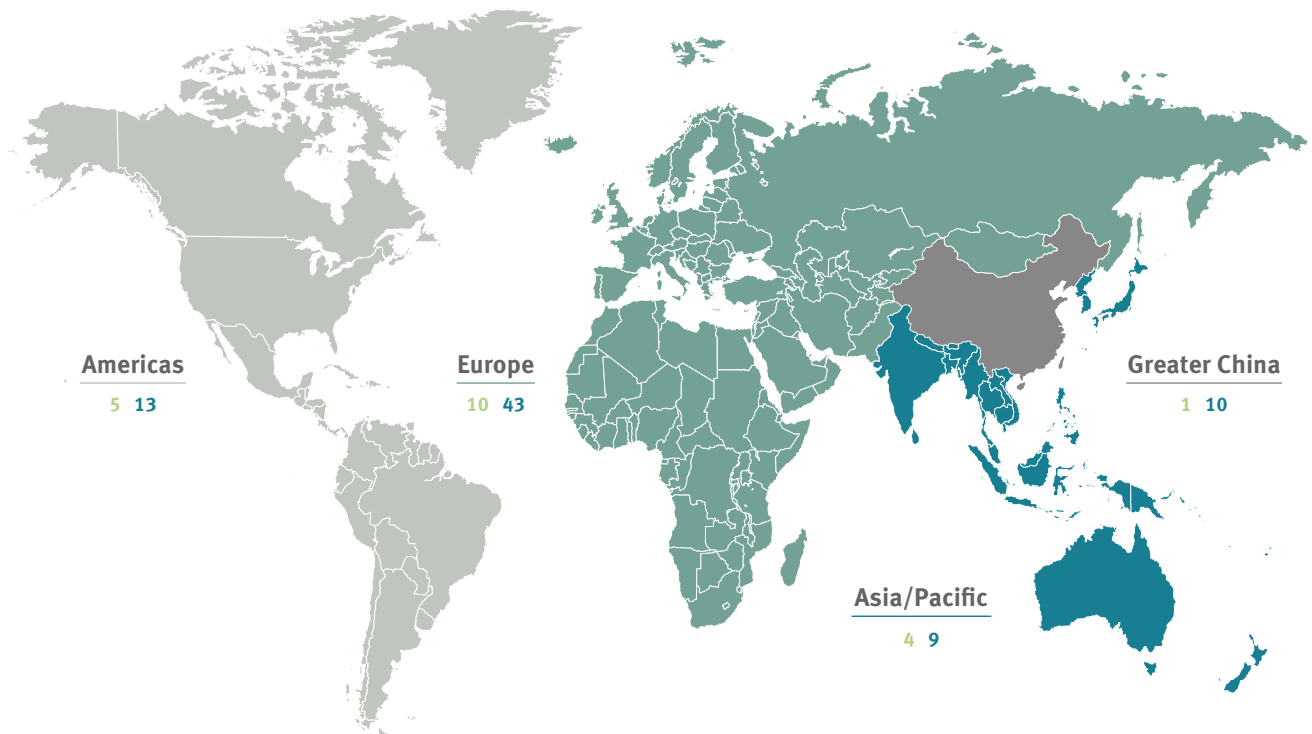 Americas
5 13
Europe
10 43
Greater China
1 10
Asia/Pacific
4 9